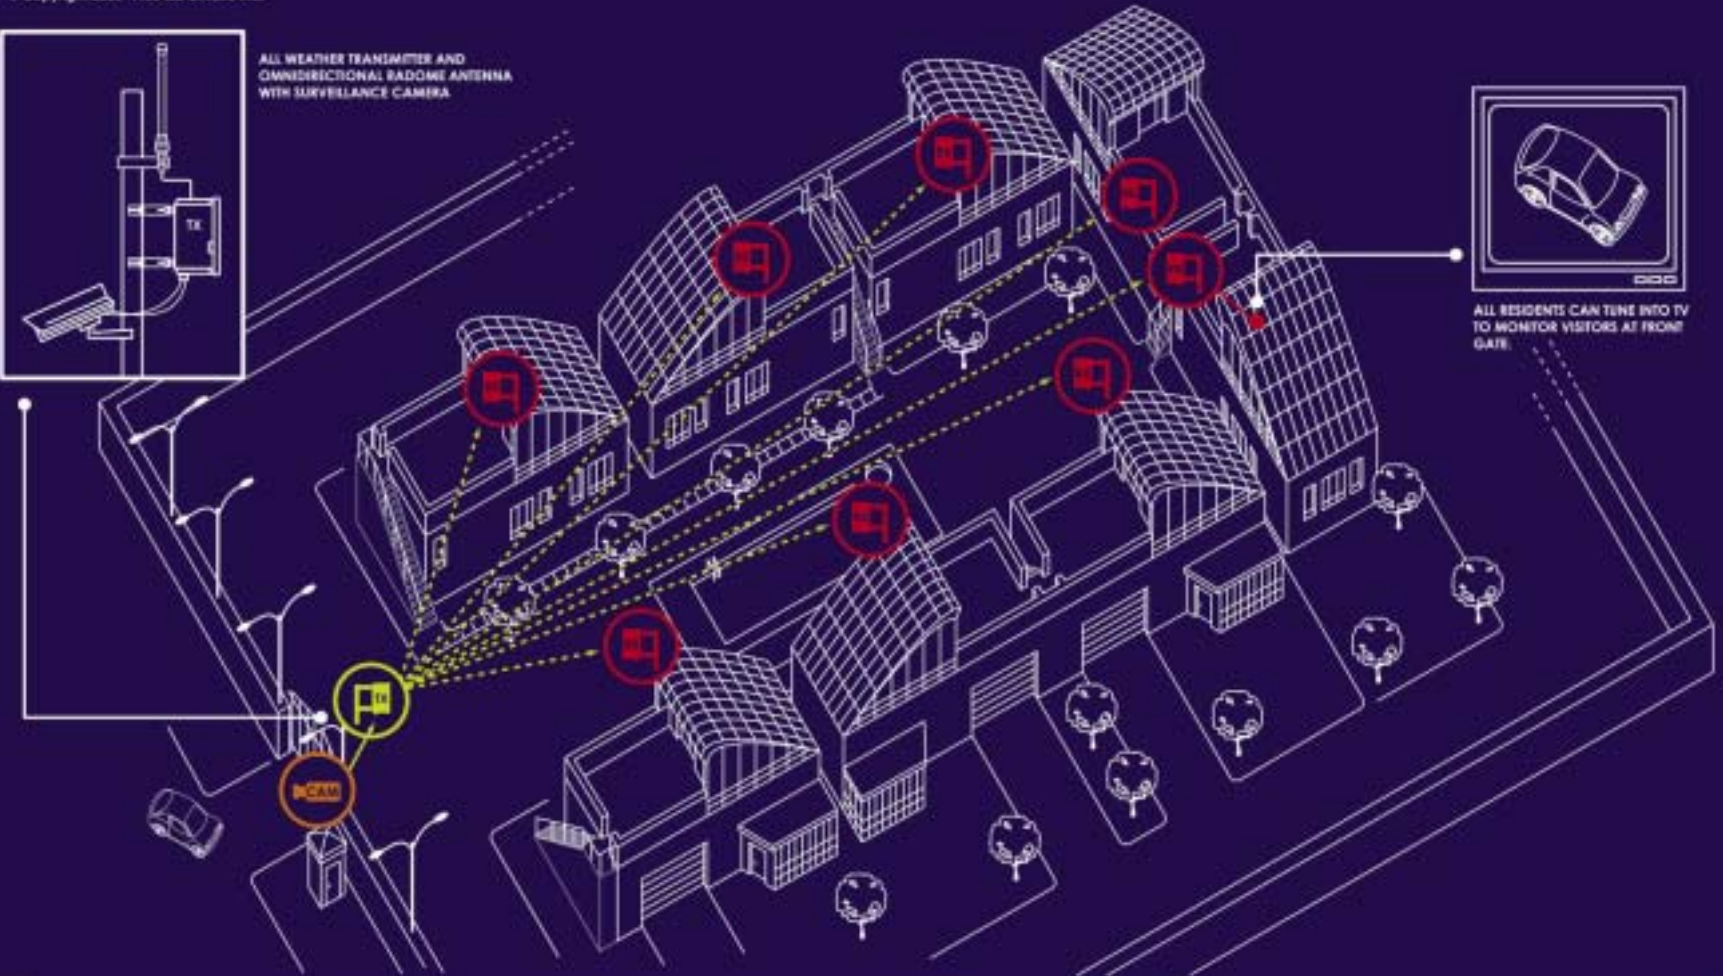 ALL WEATHER TRANSMITTER AND
OMNIDIRECTIONAL RADOME ANTENNA
WITH SURVEILLANCE CAMERA
TX
ALL RESIDENTS CAN TUNE INTO TV
TO MONITOR VISITORS AT FRONT
GATE.
TX
CAM